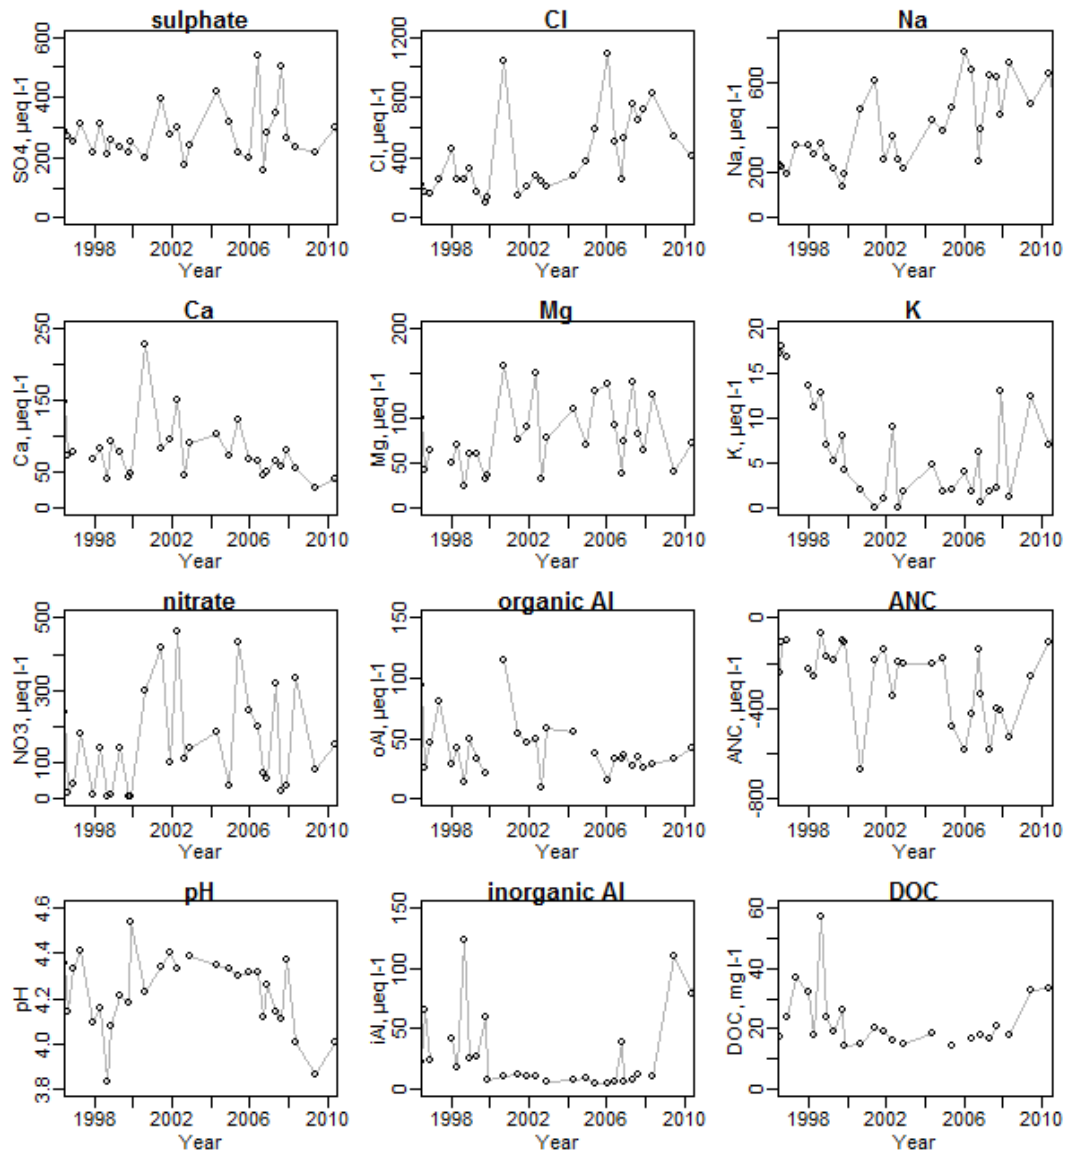 sulphate
SO4, µeq l-1
0 200 400 600
1998 2002 2006 2010
Year
Cl
Cl, µeq l-1
0 400 800 1200
1998 2002 2006 2010
Year
Na
Na, µeq l-1
0 200 600
1998 2002 2006 2010
Year
Ca
Ca, µeq l-1
0 50 150 250
1998 2002 2006 2010
Year
Mg
Mg, µeq l-1
0 50 100 200
1998 2002 2006 2010
Year
K
K, µeq l-1
0 5 10 15 20
1998 2002 2006 2010
Year
nitrate
NO3, µeq l-1
0 100 300 500
1998 2002 2006 2010
Year
organic Al
oAl, µeq l-1
0 50 100 150
1998 2002 2006 2010
Year
ANC
ANC, µeq l-1
-800 -400 0
1998 2002 2006 2010
Year
pH
pH
3.8 4.0 4.2 4.4 4.6
1998 2002 2006 2010
Year
inorganic Al
iAl, µeq l-1
0 50 100 150
1998 2002 2006 2010
Year
DOC
DOC, mg l-1
0 20 40 60
1998 2002 2006 2010
Year